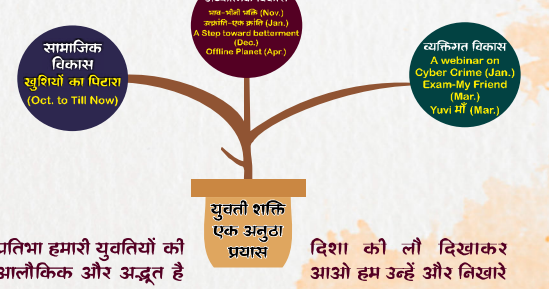 भाव-भीनी भक्ति (Nov.)
उत्क्रांति-एक क्रांति (Jan.)
A Step toward betterment
(Dec.)
Offline Planet (Apr.)
सामाजिक
विकास
खुशियों का पिटारा
(Oct. to Till Now)
व्यक्तिगत विकास
A webinar on
Cyber Crime (Jan.)
Exam-My Friend
(Mar.)
Yuvi माँ (Mar.)
युवती शक्ति
एक अनुठा
प्रयास
प्रतिभा हमारी युवतियों की
आलौकिक और अद्भूत है
दिशा की लौ दिखाकर
आओ हम उन्हें और निखारे